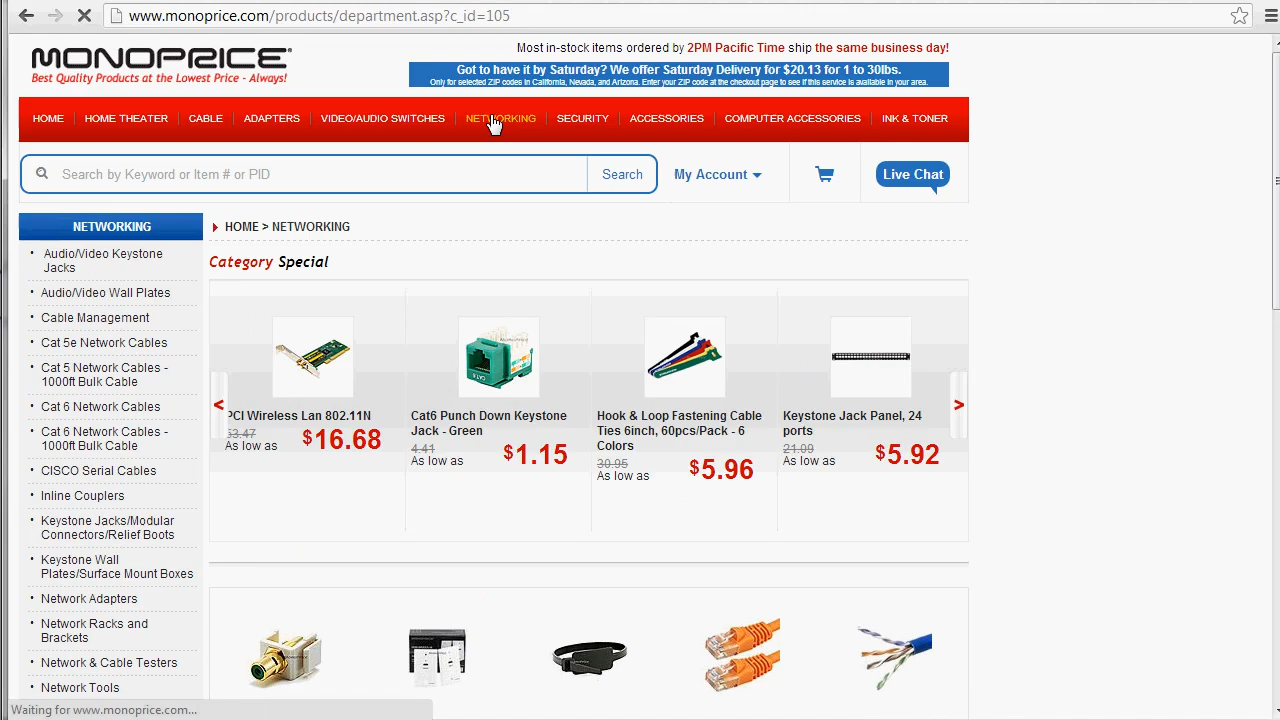 www.monoprice.com/products/department.asp?c_id=105
MONOPRICE
Best Quality Products at the Lowest Price - Always!
Most in-stock items ordered by 2PM Pacific Time ship the same business day!
Got to have it by Saturday? We offer Saturday Delivery for $20.13 for 1 to 30lbs.
Only for selected ZIP codes in California, Nevada, and Arizona. Enter your ZIP code at the checkout page to see if this service is available in your area.
HOME HOME THEATER CABLE ADAPTERS VIDEO/AUDIO SWITCHES NETWORKING SECURITY ACCESSORIES COMPUTER ACCESSORIES INK & TONER
Search by Keyword or Item # or PID Search My Account Live Chat
NETWORKING
Audio/Video Keystone
Jacks
Audio/Video Wall Plates
Cable Management
Cat 5e Network Cables
Cat 5 Network Cables -
1000ft Bulk Cable
Cat 6 Network Cables
Cat 6 Network Cables -
1000ft Bulk Cable
CISCO Serial Cables
Inline Couplers
Keystone Jacks/Modular
Connectors/Relief Boots
Keystone Wall
Plates/Surface Mount Boxes
Network Adapters
Network Racks and
Brackets
Network & Cable Testers
Network Tools
HOME > NETWORKING
Category Special
PCI Wireless Lan 802.11N
As low as $16.68
Cat6 Punch Down Keystone
Jack - Green
4.41
As low as $1.15
Hook & Loop Fastening Cable
Ties 6inch, 60pcs/Pack - 6
Colors
30.95
As low as $5.96
Keystone Jack Panel, 24
ports
21.09
As low as $5.92
< >
Waiting for www.monoprice.com...